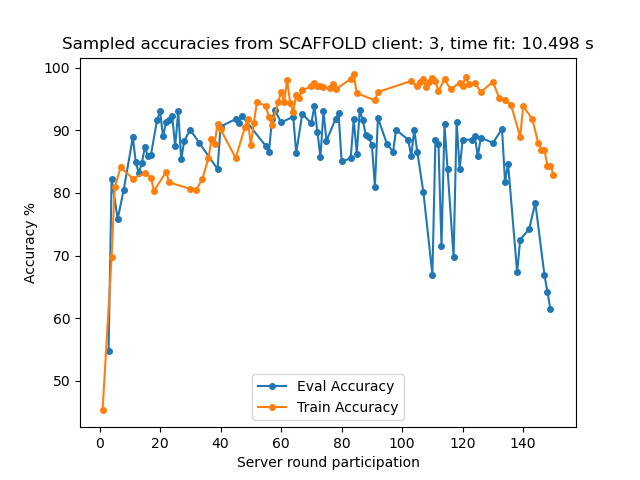 Sampled accuracies from SCAFFOLD client: 3, time fit: 10.498 s
100
90
80
70
60
50
Accuracy %
Eval Accuracy
Train Accuracy
0 20 40 60 80 100 120 140
Server round participation